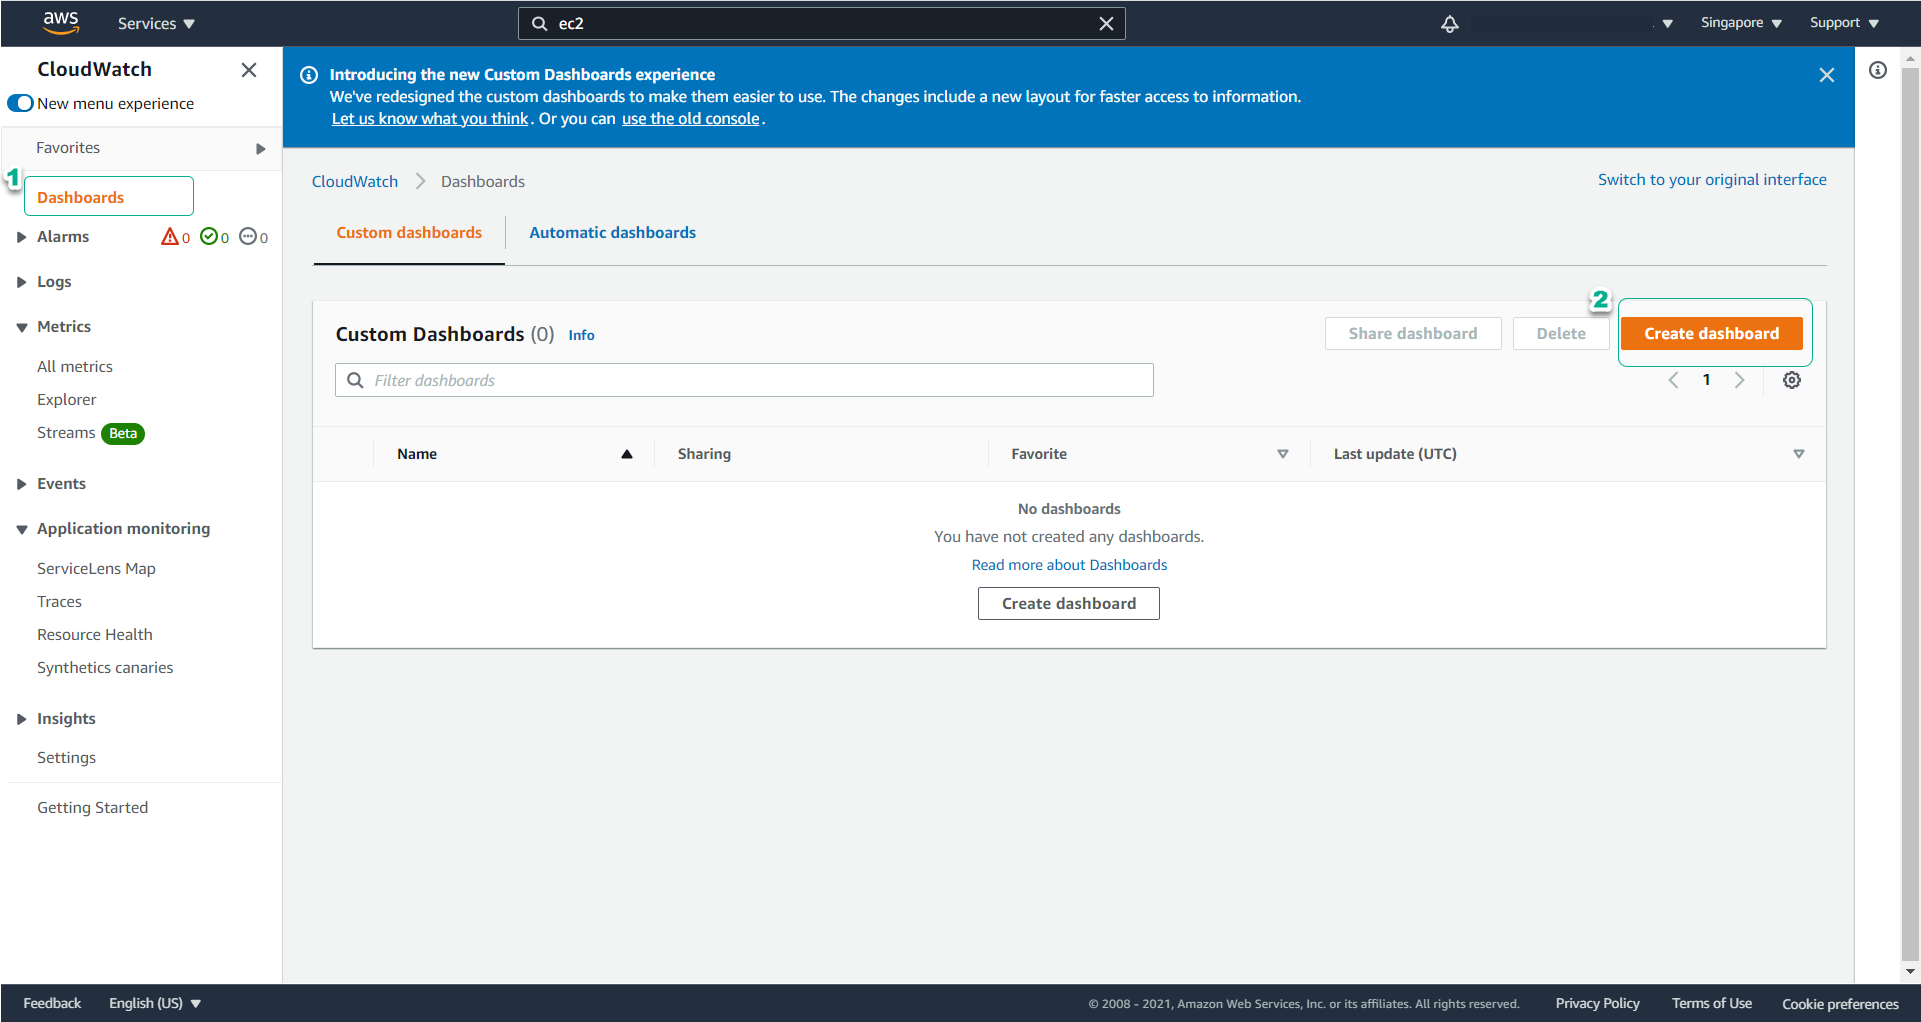 aws
Services
ec2
Singapore
Support
CloudWatch
New menu experience
Favorites
1
Dashboards
Alarms 0 0 0
Logs
Metrics
All metrics
Explorer
Streams Beta
Events
Application monitoring
ServiceLens Map
Traces
Resource Health
Synthetics canaries
Insights
Settings
Getting Started
Introducing the new Custom Dashboards experience
We've redesigned the custom dashboards to make them easier to use. The changes include a new layout for faster access to information.
Let us know what you think. Or you can use the old console.
CloudWatch > Dashboards
Switch to your original interface
Custom dashboards
Automatic dashboards
Custom Dashboards (0) Info
Share dashboard
Delete
2
Create dashboard
Filter dashboards
1
Name
Sharing
Favorite
Last update (UTC)
No dashboards
You have not created any dashboards.
Read more about Dashboards
Create dashboard
Feedback
English (US)
© 2008 - 2021, Amazon Web Services, Inc. or its affiliates. All rights reserved.
Privacy Policy
Terms of Use
Cookie preferences